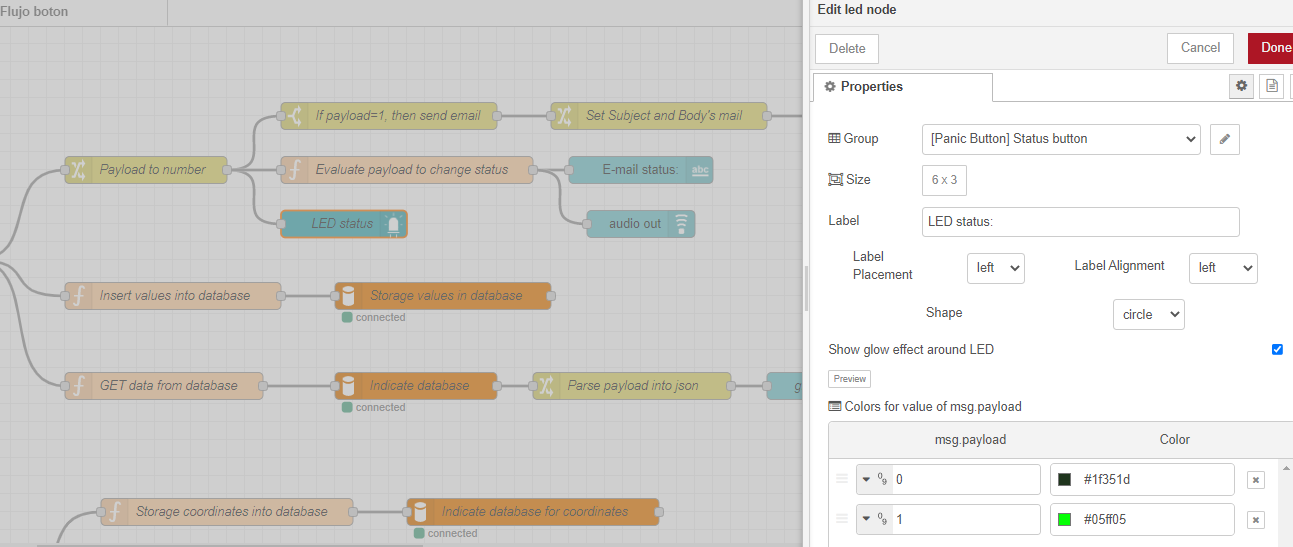 Flujo boton
Edit led node
Delete
Cancel
Done
Properties
If payload=1, then send email
Set Subject and Body's mail
Payload to number
Evaluate payload to change status
E-mail status:
abc
LED status
audio out
Insert values into database
Storage values in database
connected
GET data from database
Indicate database
Parse payload into json
g
connected
Storage coordinates into database
Indicate database for coordinates
connected
Group
[Panic Button] Status button
Size
6 x 3
Label
LED status:
Label
Placement
left
Label Alignment
left
Shape
circle
Show glow effect around LED
Preview
Colors for value of msg.payload
msg.payload
Color
0
#1f351d
1
#05ff05